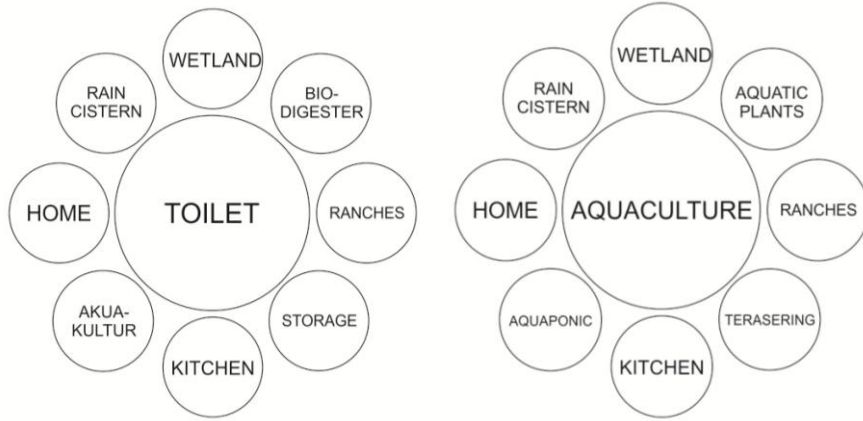 WETLAND
RAIN
CISTERN
BIO-
DIGESTER
HOME
TOILET
RANCHES
AKUA-
KULTUR
STORAGE
KITCHEN
WETLAND
RAIN
CISTERN
AQUATIC
PLANTS
HOME
AQUACULTURE
RANCHES
AQUAPONIC
TERASERING
KITCHEN